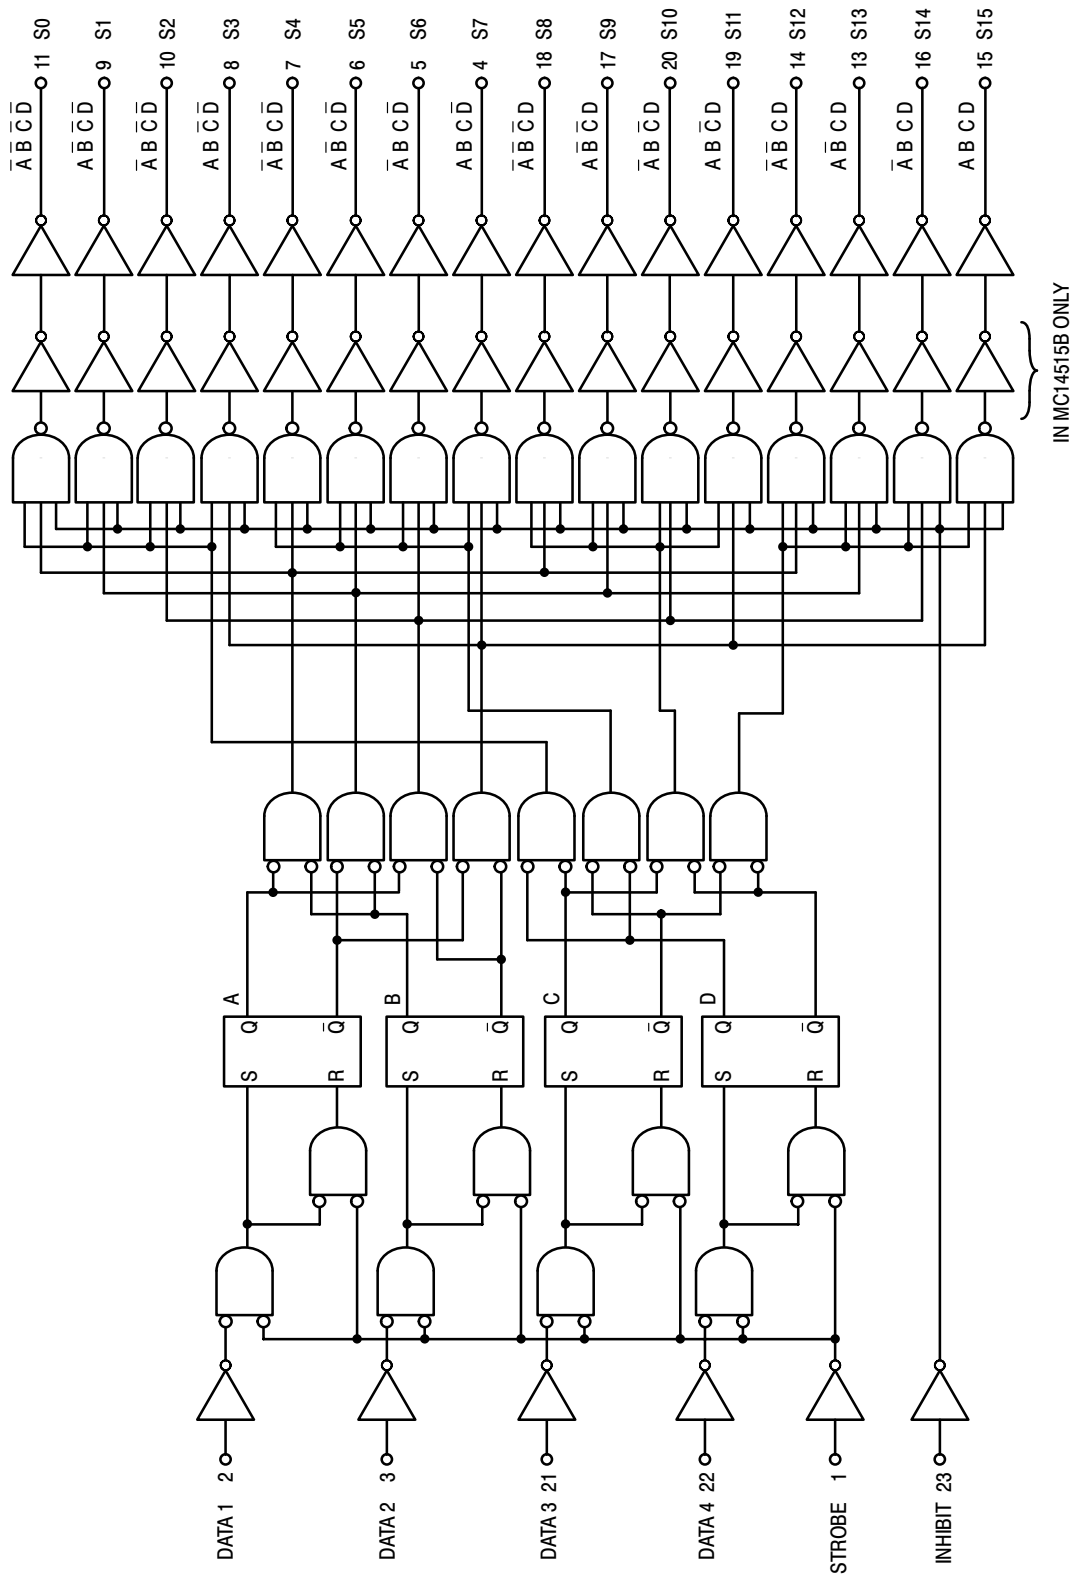 A̅ B̅ C̅ D̅ 11 S0
A B̅ C̅ D̅ 9 S1
A̅ B C̅ D̅ 10 S2
A B C̅ D̅ 8 S3
DATA 1 2
S Q A
R Q̅
A̅ B̅ C D̅ 7 S4
A B̅ C D̅ 6 S5
DATA 2 3
S Q B
R Q̅
A̅ B C D̅ 5 S6
A B C D̅ 4 S7
DATA 3 21
S Q C
R Q̅
A̅ B̅ C̅ D 18 S8
A B̅ C̅ D 17 S9
A̅ B C̅ D 20 S10
DATA 4 22
S Q D
R Q̅
A B C̅ D 19 S11
A̅ B̅ C D 14 S12
STROBE 1
A B̅ C D 13 S13
A̅ B C D 16 S14
INHIBIT 23
A B C D 15 S15
IN MC14515B ONLY